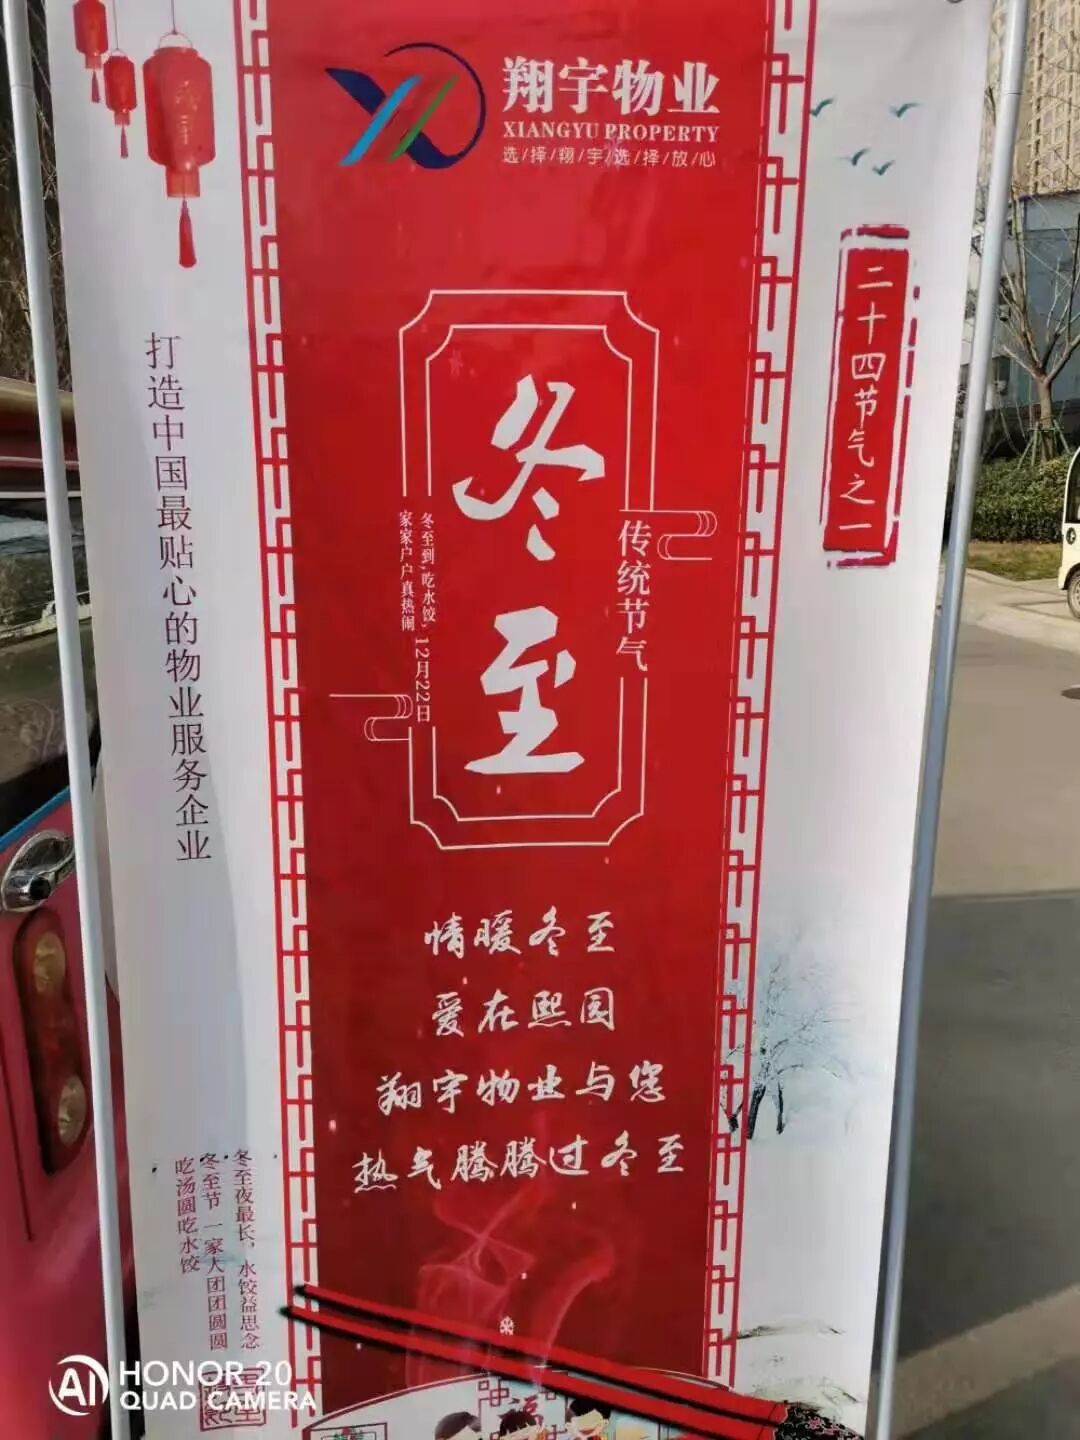 翔宇物业
XIANGYU PROPERTY
选/择/翔/宇/选/择/放/心
二十四节气之一
打造中国最贴心的物业服务企业
冬至
传统节气
冬至到,吃水饺,12月22日
家家户户真热闹
情暖冬至
爱在熙园
翔宇物业与您
热气腾腾过冬至
冬至夜最长,水饺益思念
冬至节一家人团团圆圆
吃汤圆吃水饺
福
HONOR 20
AI QUAD CAMERA